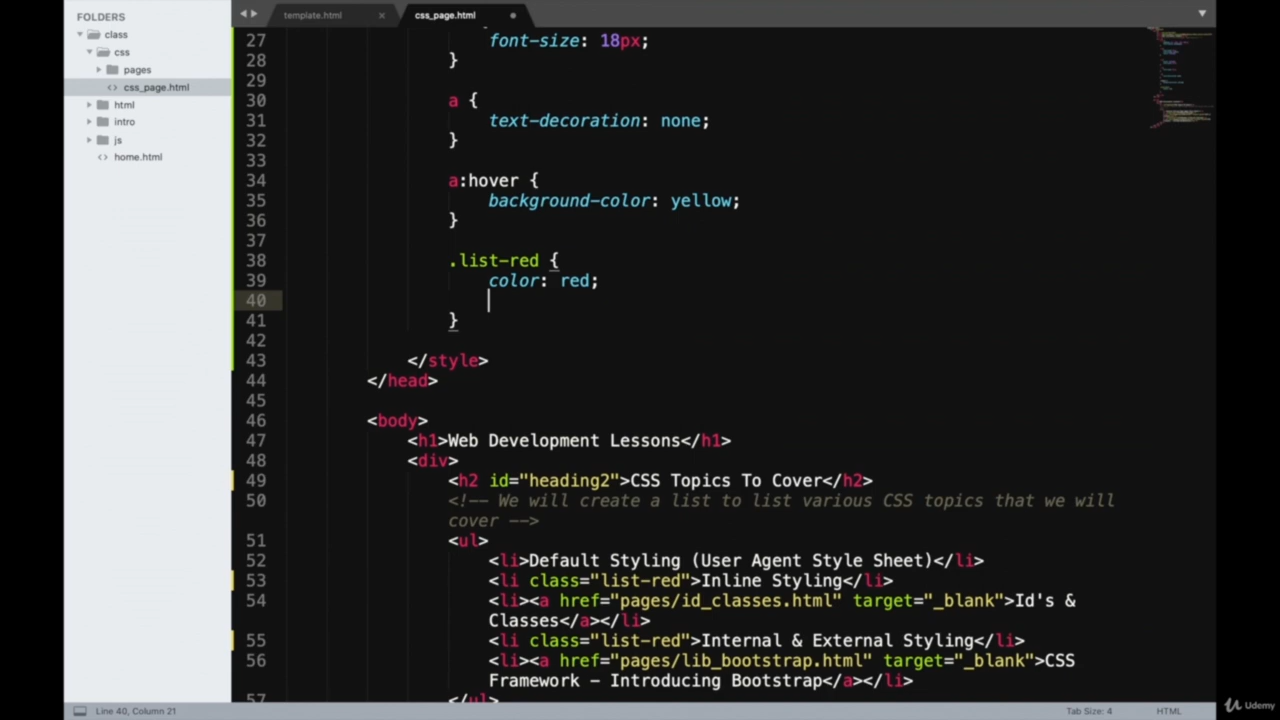 FOLDERS
class
css
pages
css_page.html
html
intro
js
home.html
template.html
css_page.html
27 font-size: 18px;
28 }
29
30 a {
31 text-decoration: none;
32 }
33
34 a:hover {
35 background-color: yellow;
36 }
37
38 .list-red {
39 color: red;
40
41 }
42
43 </style>
44 </head>
45
46 <body>
47 <h1>Web Development Lessons</h1>
48 <div>
49 <h2 id="heading2">CSS Topics To Cover</h2>
50 <!-- We will create a list to list various CSS topics that we will
cover -->
51 <ul>
52 <li>Default Styling (User Agent Style Sheet)</li>
53 <li class="list-red">Inline Styling</li>
54 <li><a href="pages/id_classes.html" target="_blank">Id's &
Classes</a></li>
55 <li class="list-red">Internal & External Styling</li>
56 <li><a href="pages/lib_bootstrap.html" target="_blank">CSS
Framework - Introducing Bootstrap</a></li>
57 </ul>
Line 40, Column 21
Tab Size: 4
HTML
Udemy